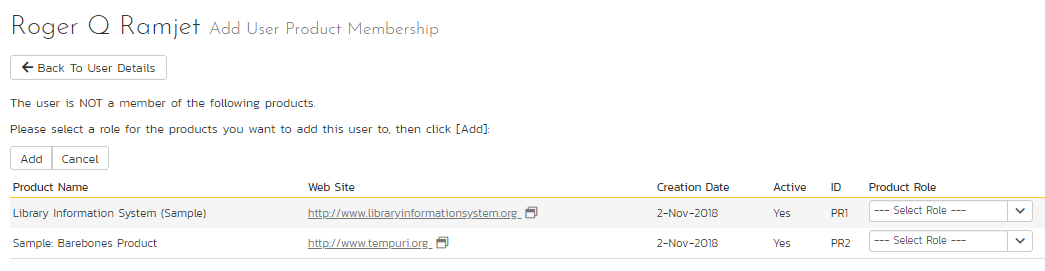 Roger Q Ramjet Add User Product Membership
Back To User Details
The user is NOT a member of the following products.
Please select a role for the products you want to add this user to, then click [Add]:
Add Cancel
Product Name Web Site Creation Date Active ID Product Role
Library Information System (Sample) http://www.libraryinformationsystem.org 2-Nov-2018 Yes PR1 --- Select Role ---
Sample: Barebones Product http://www.tempuri.org 2-Nov-2018 Yes PR2 --- Select Role ---